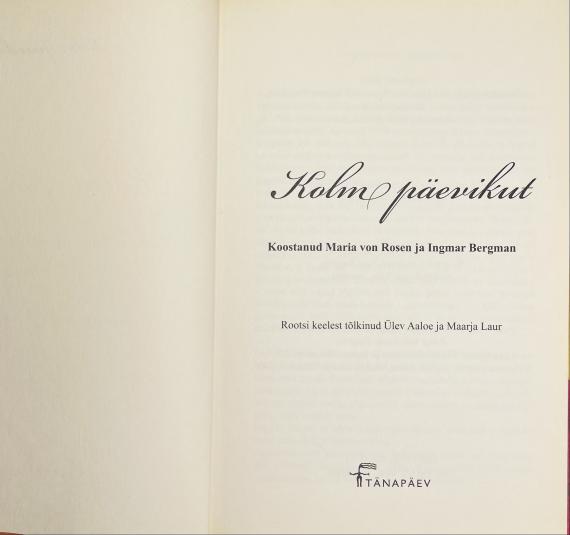 Kolm päevikut
Koostanud Maria von Rosen ja Ingmar Bergman
Rootsi keelest tõlkinud Ülev Aaloe ja Maarja Laur
TÄNAPÄEV